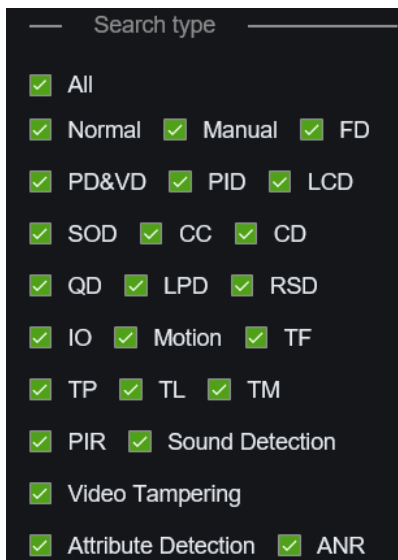 Search type
All
Normal Manual FD
PD&VD PID LCD
SOD CC CD
QD LPD RSD
IO Motion TF
TP TL TM
PIR Sound Detection
Video Tampering
Attribute Detection ANR